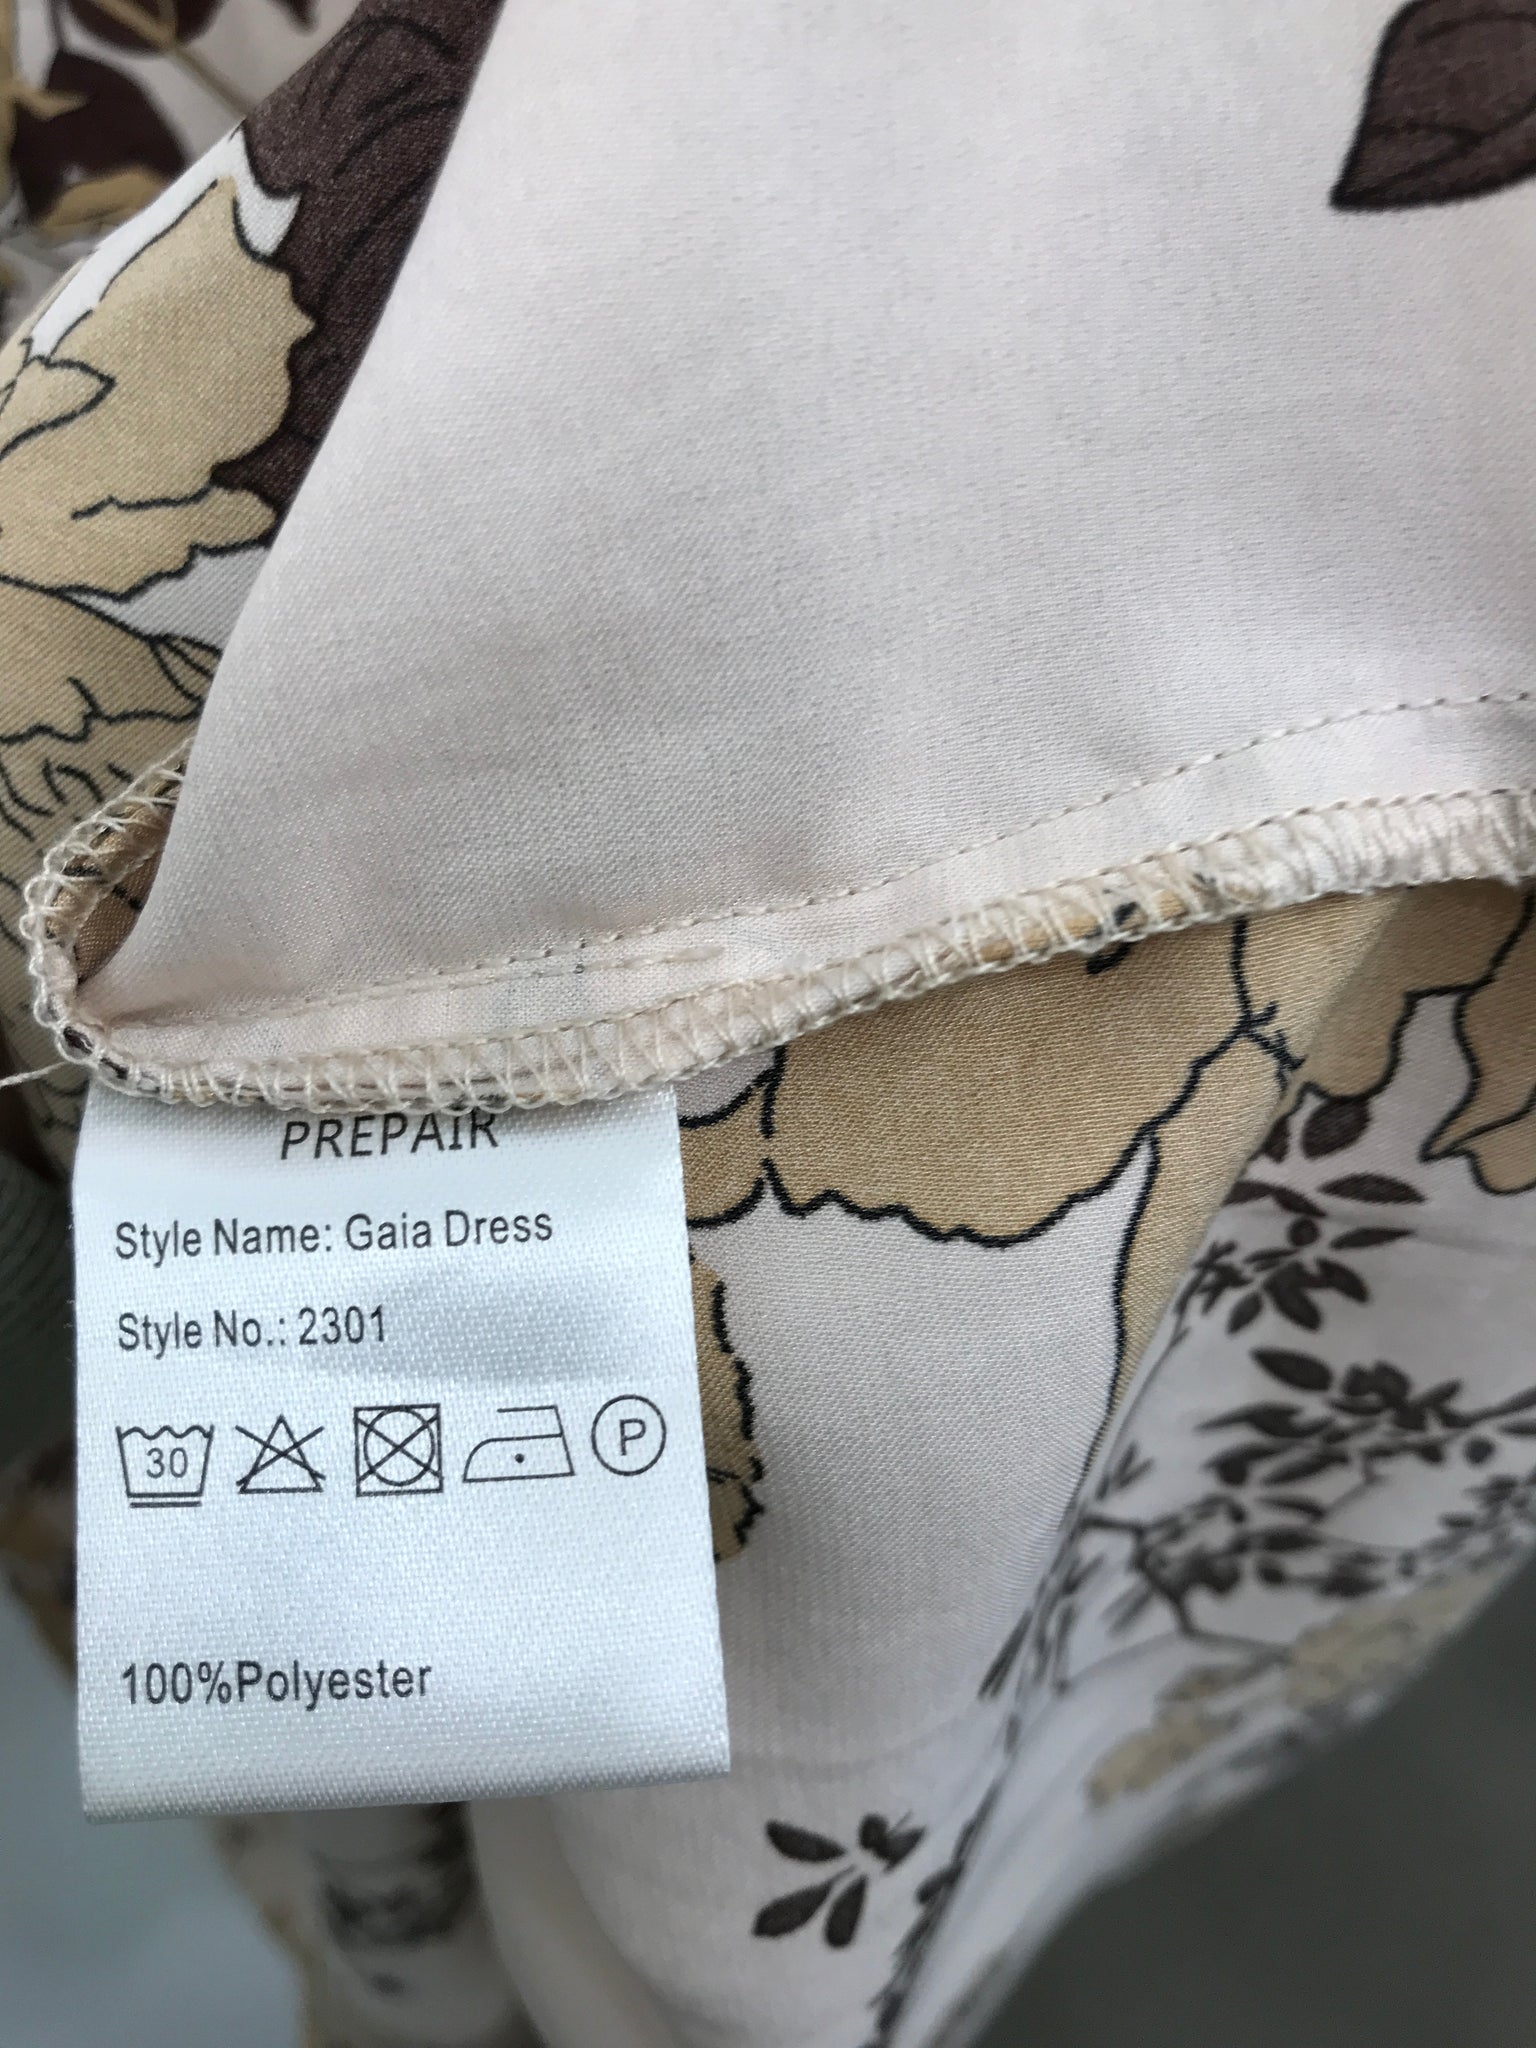 PREPAIR
Style Name: Gaia Dress
Style No.: 2301
30 P
100%Polyester